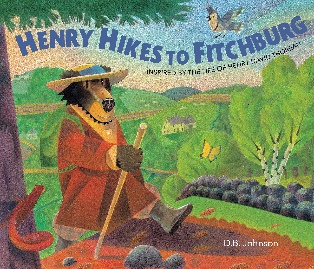 HENRY HIKES TO FITCHBURG
INSPIRED BY THE LIFE OF HENRY DAVID THOREAU
D.B. Johnson